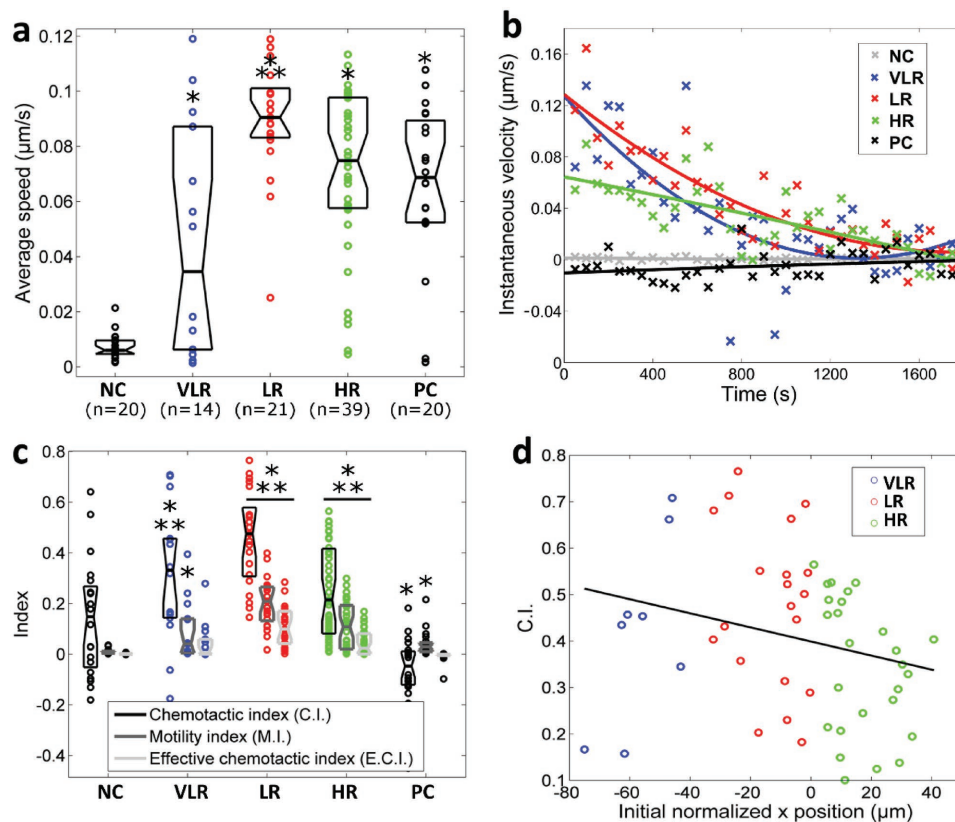 a
0.12
0.1
0.08
0.06
0.04
0.02
0
Average speed (µm/s)
* * ** * *
NC VLR LR HR PC
(n=20) (n=14) (n=21) (n=39) (n=20)
b
0.16
0.12
0.08
0.04
0
-0.04
Instantaneous velocity (µm/s)
NC
VLR
LR
HR
PC
0 400 800 1200 1600
Time (s)
c
0.8
0.6
0.4
0.2
0
-0.2
Index
* ** * * ** * ** * *
Chemotactic index (C.I.)
Motility index (M.I.)
Effective chemotactic index (E.C.I.)
NC VLR LR HR PC
d
0.8
0.7
0.6
0.5
0.4
0.3
0.2
0.1
C.I.
VLR
LR
HR
-80 -60 -40 -20 0 20 40
Initial normalized x position (µm)